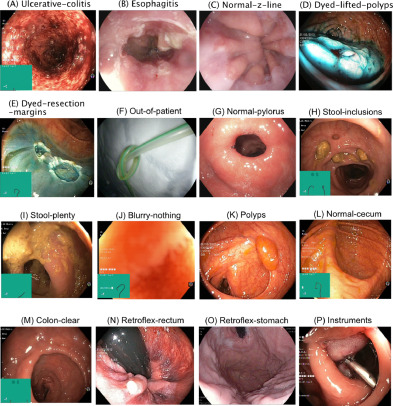 (A) Ulcerative-colitis
(B) Esophagitis
(C) Normal-z-line
(D) Dyed-lifted-polyps
(E) Dyed-resection
-margins
(F) Out-of-patient
(G) Normal-pylorus
(H) Stool-inclusions
(I) Stool-plenty
(J) Blurry-nothing
(K) Polyps
(L) Normal-cecum
(M) Colon-clear
(N) Retroflex-rectum
(O) Retroflex-stomach
(P) Instruments